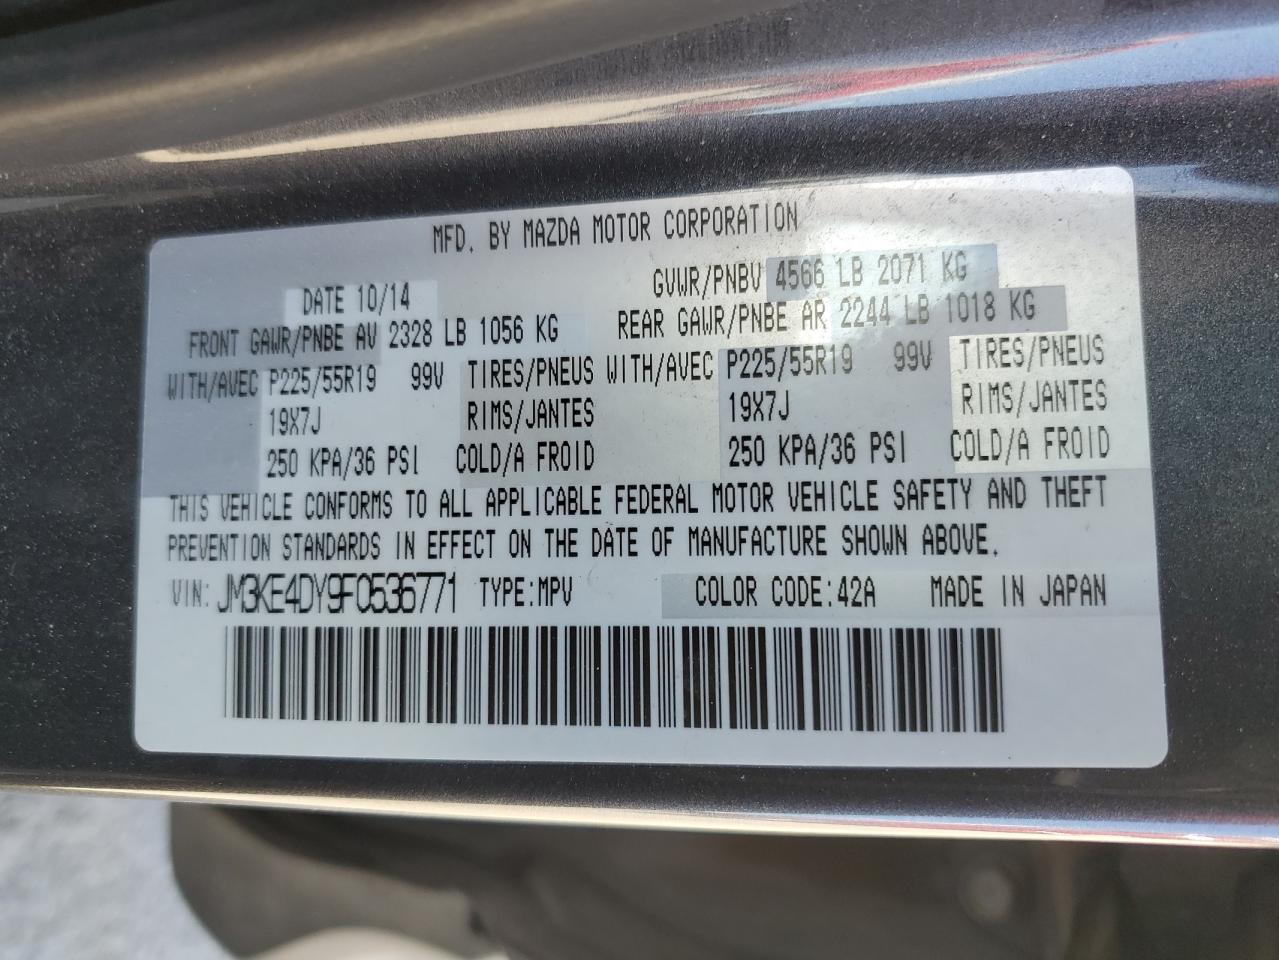 MFD. BY MAZDA MOTOR CORPORATION
DATE 10/14 GVWR/PNBV 4566 LB 2071 KG
FRONT GAWR/PNBE AV 2328 LB 1056 KG REAR GAWR/PNBE AR 2244 LB 1018 KG
WITH/AVEC P225/55R19 99V TIRES/PNEUS WITH/AVEC P225/55R19 99V TIRES/PNEUS
19X7J RIMS/JANTES 19X7J RIMS/JANTES
250 KPA/36 PSI COLD/A FROID 250 KPA/36 PSI COLD/A FROID
THIS VEHICLE CONFORMS TO ALL APPLICABLE FEDERAL MOTOR VEHICLE SAFETY AND THEFT
PREVENTION STANDARDS IN EFFECT ON THE DATE OF MANUFACTURE SHOWN ABOVE.
VIN: JM3KE4DY9F0536771 TYPE:MPV COLOR CODE:42A MADE IN JAPAN